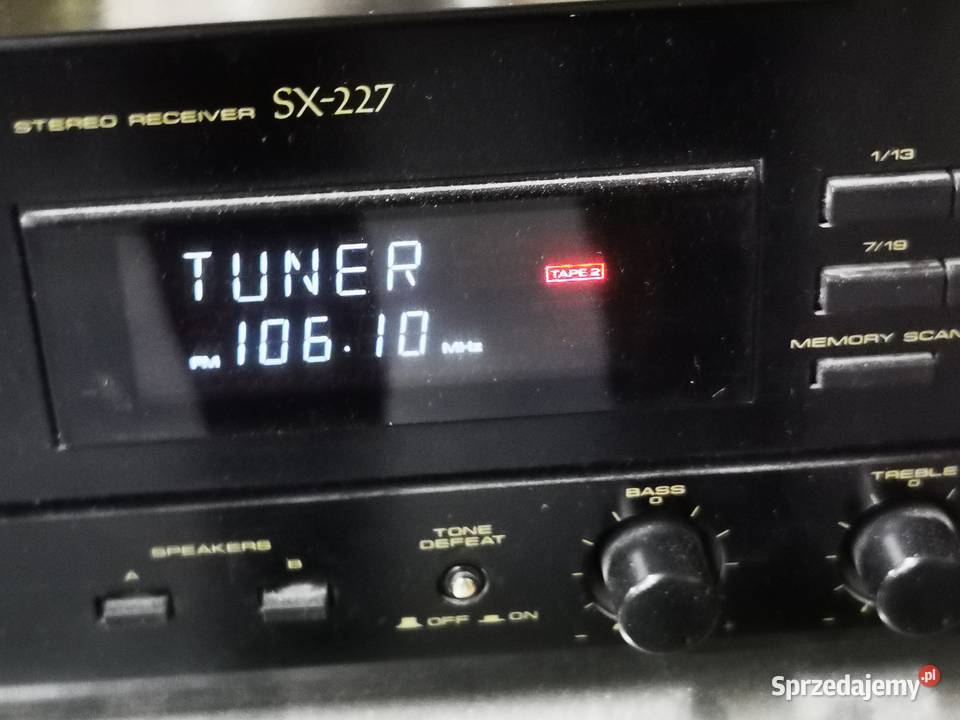 STEREO RECEIVER SX-227
1/13
7/19
MEMORY SCAN
TUNER
TAPE 2
FM 106.10 MHz
SPEAKERS
A B
TONE
DEFEAT
OFF ON
BASS
0
- +
TREBLE
0
-
Sprzedajemy.pl